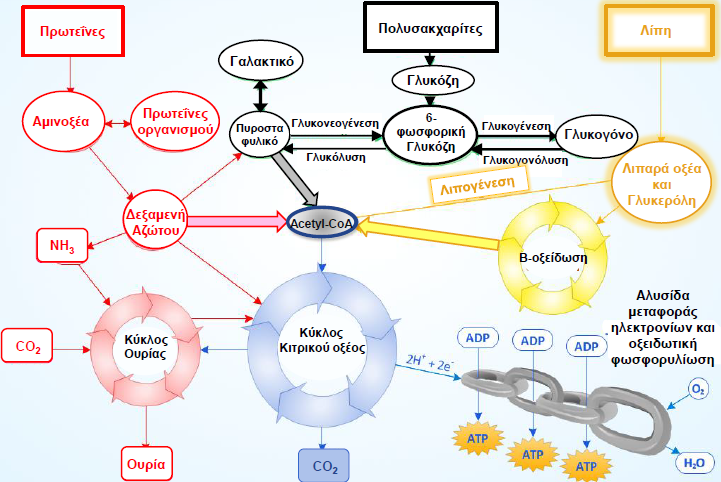 Πρωτεΐνες
Πολυσακχαρίτες
Λίπη
Γαλακτικό
Γλυκόζη
Αμινοξέα
Πρωτεΐνες
οργανισμού
Πυροστα
φυλικό
Γλυκονεογένεση
Γλυκόλυση
6-
φωσφορική
Γλυκόζη
Γλυκογένεση
Γλυκογονόλυση
Γλυκογόνο
Λιπογένεση
Λιπαρά οξέα
και
Γλυκερόλη
Δεξαμενή
Αζώτου
Acetyl-CoA
NH3
Β-οξείδωση
Αλυσίδα
μεταφοράς
ηλεκτρονίων και
οξειδωτική
φωσφορυλίωση
CO2
Κύκλος
Ουρίας
Κύκλος
Κιτρικού οξέος
2H+ + 2e-
ADP
ADP
ADP
O2
ATP
ATP
ATP
H2O
Ουρία
CO2